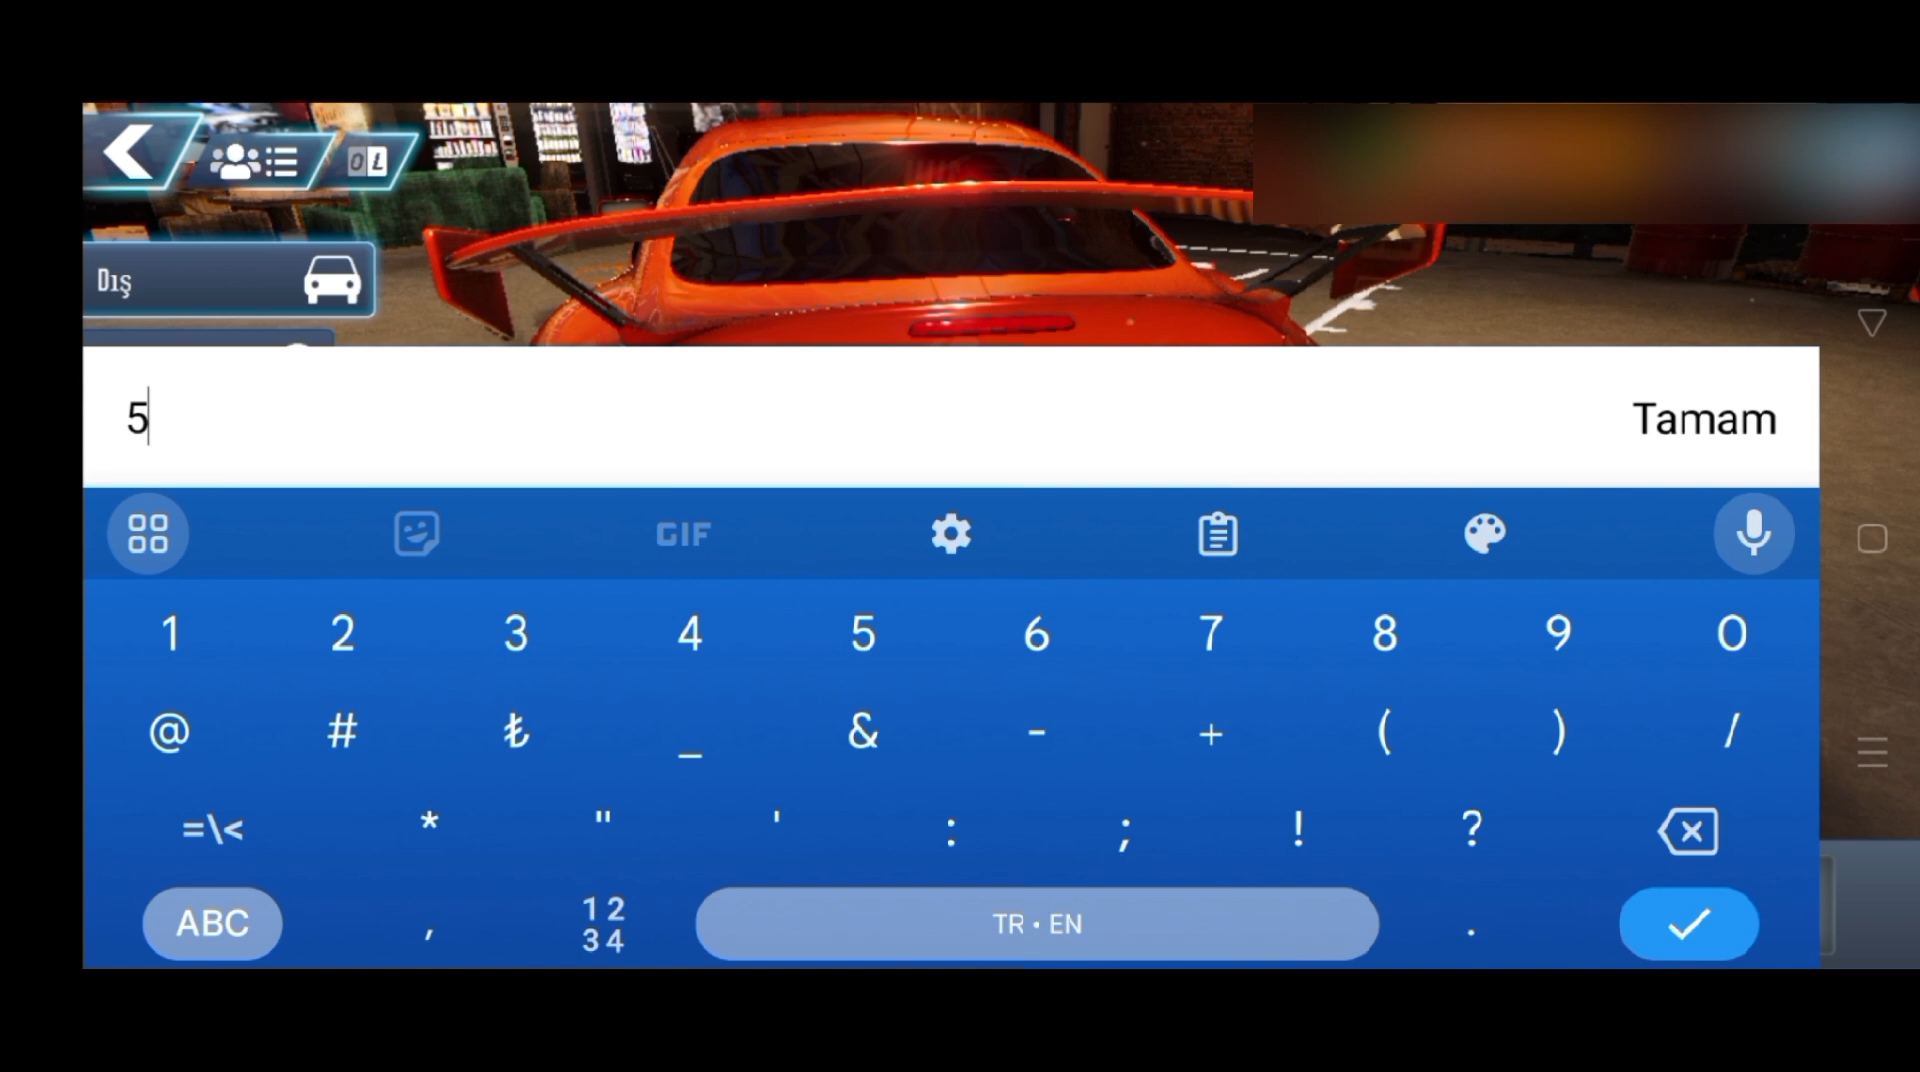 OL
Dış
5
Tamam
GIF
1 2 3 4 5 6 7 8 9 0
@ # ₺ _ & - + ( ) /
=\< * " ' : ; ! ?
ABC , 12 34 TR • EN .